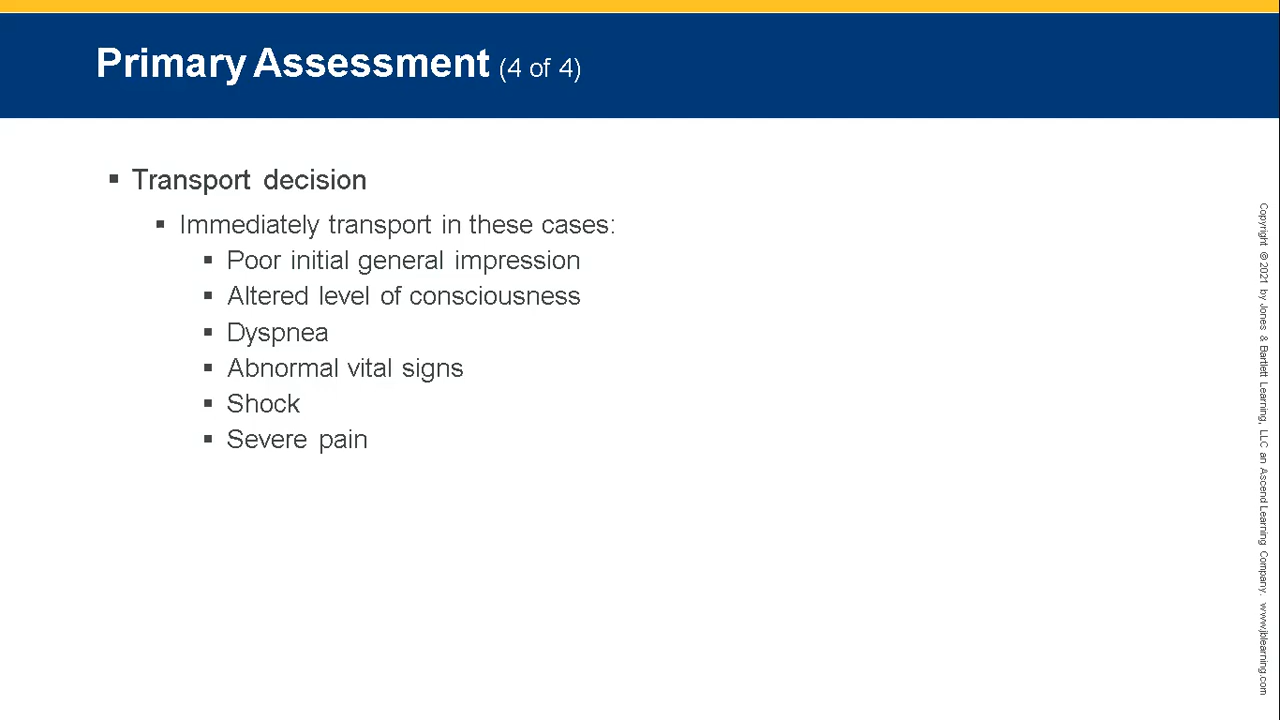 Primary Assessment (4 of 4)
▪ Transport decision
▪ Immediately transport in these cases:
▪ Poor initial general impression
▪ Altered level of consciousness
▪ Dyspnea
▪ Abnormal vital signs
▪ Shock
▪ Severe pain
Copyright © 2021 by Jones & Bartlett Learning, LLC an Ascend Learning Company. www.jblearning.com